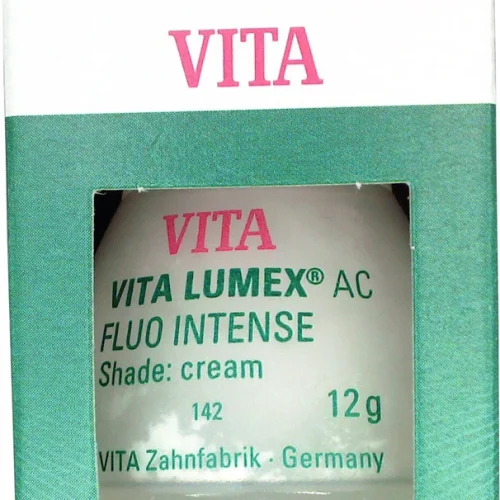 VITA
VITA
VITA LUMEX® AC
FLUO INTENSE
Shade: cream
142 12g
VITA Zahnfabrik · Germany